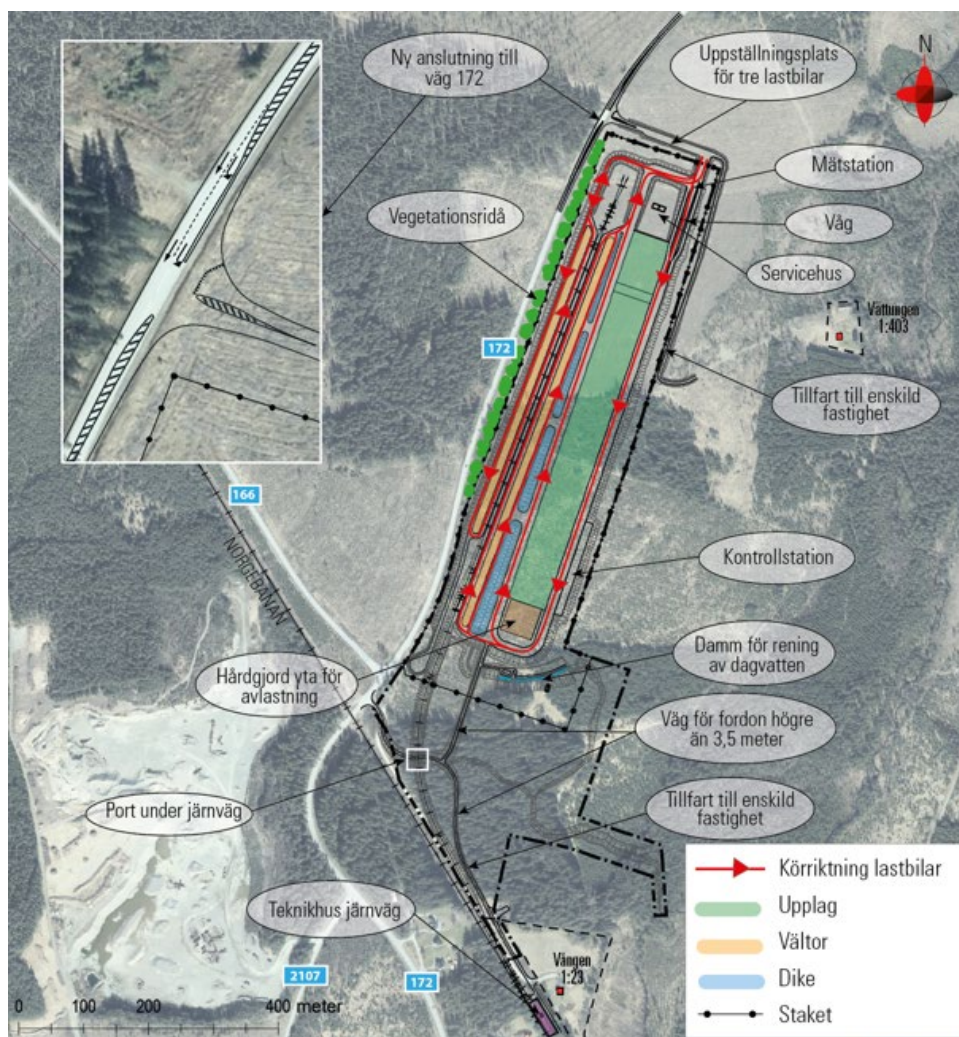 Ny anslutning till
väg 172
Uppställningsplats
för tre lastbilar
N
Mätstation
Vegetationsridå
Våg
Servicehus
Vättungen
1:403
172
Tillfart till enskild
fastighet
166
NORGEBANAN
Kontrollstation
Hårdgjord yta för
avlastning
Damm för rening
av dagvatten
Väg för fordon högre
än 3,5 meter
Port under järnväg
Tillfart till enskild
fastighet
Teknikhus järnväg
Vången
1:23
2107
172
0 200 400 meter
Körriktning lastbilar
Upplag
Vältor
Dike
Staket